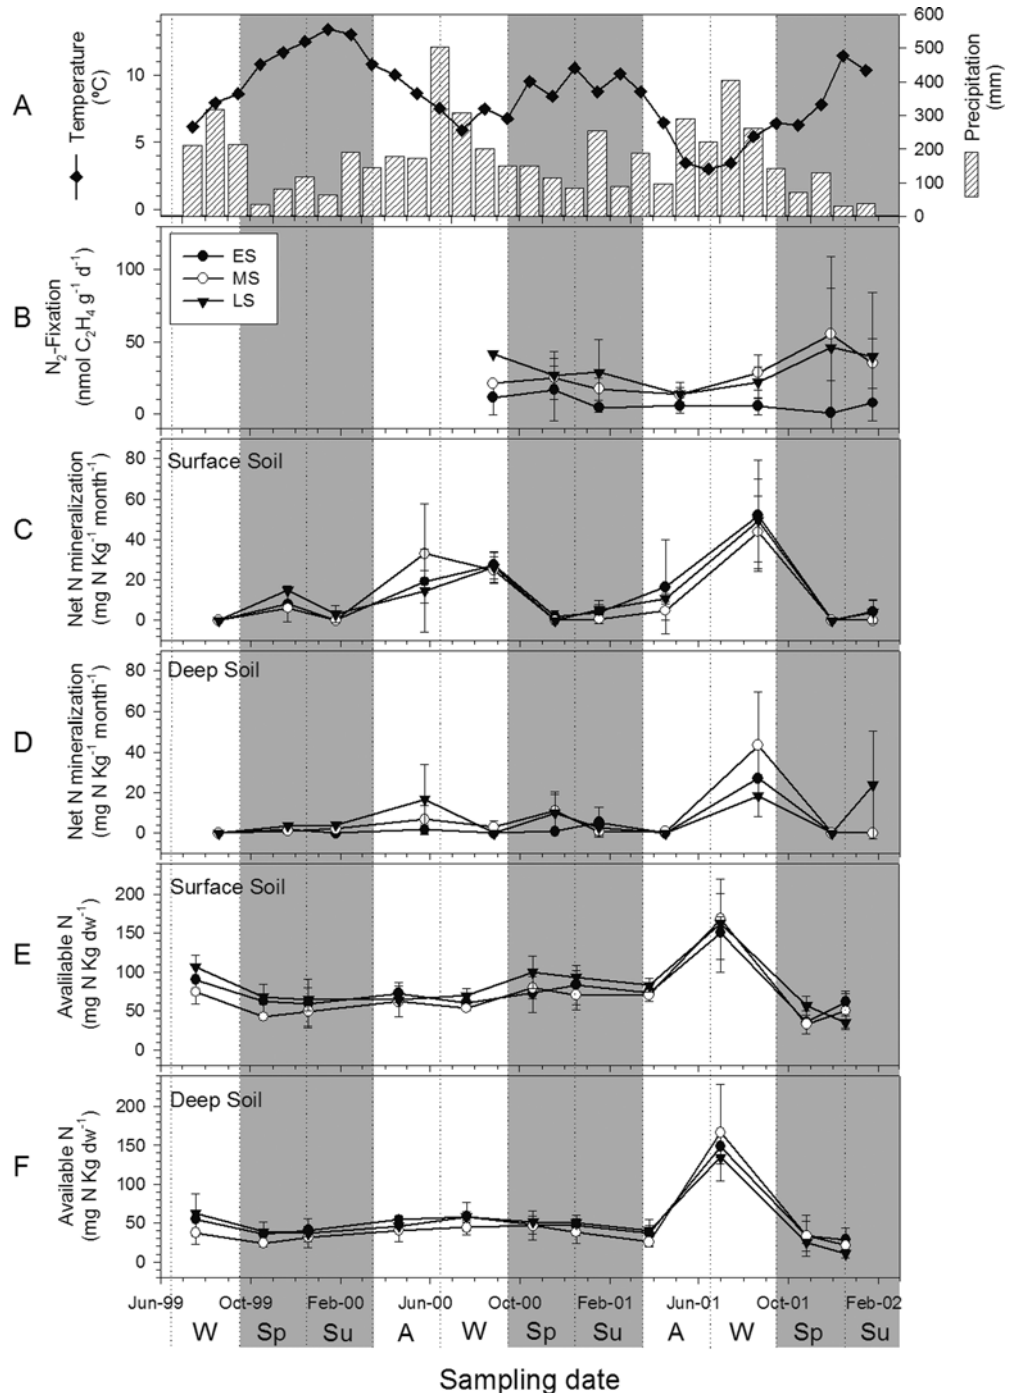 A
Temperature
(ºC)
10
5
0
600
500
400
300
200
100
0
Precipitation
(mm)
B
N₂-Fixation
(nmol C₂H₄ g⁻¹ d⁻¹)
100
50
0
ES
MS
LS
C
Net N mineralization
(mg N Kg⁻¹ month⁻¹)
80
60
40
20
0
Surface Soil
D
Net N mineralization
(mg N Kg⁻¹ month⁻¹)
80
60
40
20
0
Deep Soil
E
Avalilable N
(mg N Kg dw⁻¹)
200
150
100
50
0
Surface Soil
F
Available N
(mg N Kg dw⁻¹)
200
150
100
50
0
Deep Soil
Jun-99 Oct-99 Feb-00 Jun-00 Oct-00 Feb-01 Jun-01 Oct-01 Feb-02
W Sp Su A W Sp Su A W Sp Su
Sampling date